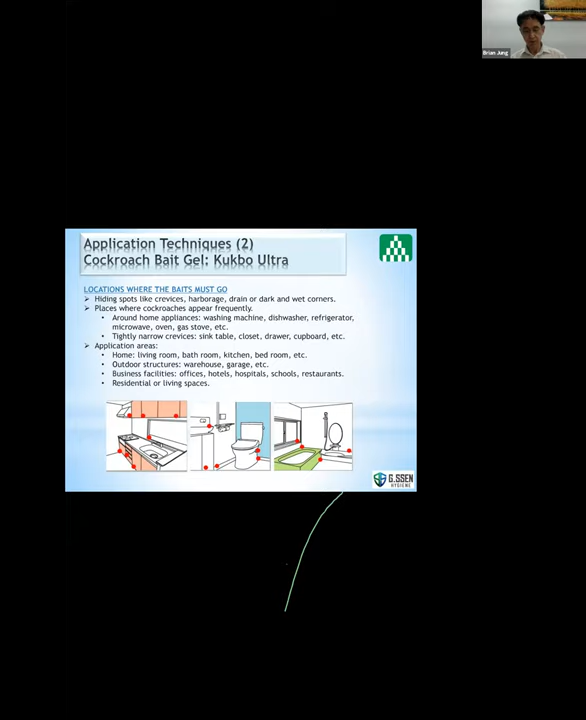 Brian Jung
Application Techniques (2)
Cockroach Bait Gel: Kukbo Ultra
LOCATIONS WHERE THE BAITS MUST GO
➢ Hiding spots like crevices, harborage, drain or dark and wet corners.
➢ Places where cockroaches appear frequently.
• Around home appliances: washing machine, dishwasher, refrigerator,
microwave, oven, gas stove, etc.
• Tightly narrow crevices: sink table, closet, drawer, cupboard, etc.
➢ Application areas:
• Home: living room, bath room, kitchen, bed room, etc.
• Outdoor structures: warehouse, garage, etc.
• Business facilities: offices, hotels, hospitals, schools, restaurants.
• Residential or living spaces.
G.SSEN
HYGIENE